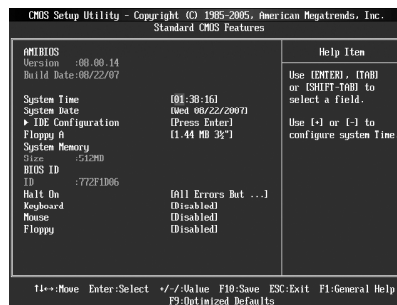 CMOS Setup Utility - Copyright (C) 1985-2005, American Megatrends, Inc.
Standard CMOS Features
AMIBIOS
Version :08.00.14
Build Date:08/22/07
System Time [01:38:16]
System Date [Wed 08/22/2007]
► IDE Configuration [Press Enter]
Floppy A [1.44 MB 3½"]
System Memory
Size :512MB
BIOS ID
ID :772F1D06
Halt On [All Errors But ...]
Keyboard [Disabled]
Mouse [Disabled]
Floppy [Disabled]
Help Item
Use [ENTER], [TAB]
or [SHIFT-TAB] to
select a field.
Use [+] or [-] to
configure system Time
↑↓↔:Move Enter:Select +/-/:Value F10:Save ESC:Exit F1:General Help
F9:Optimized Defaults